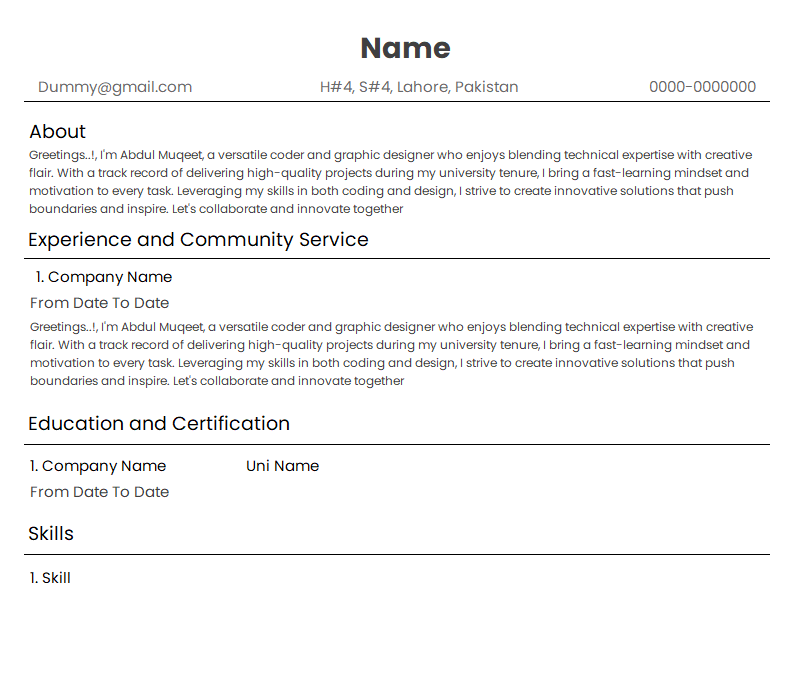 Name
Dummy@gmail.com H#4, S#4, Lahore, Pakistan 0000-0000000
About
Greetings..!, I'm Abdul Muqeet, a versatile coder and graphic designer who enjoys blending technical expertise with creative
flair. With a track record of delivering high-quality projects during my university tenure, I bring a fast-learning mindset and
motivation to every task. Leveraging my skills in both coding and design, I strive to create innovative solutions that push
boundaries and inspire. Let's collaborate and innovate together
Experience and Community Service
1. Company Name
From Date To Date
Greetings..!, I'm Abdul Muqeet, a versatile coder and graphic designer who enjoys blending technical expertise with creative
flair. With a track record of delivering high-quality projects during my university tenure, I bring a fast-learning mindset and
motivation to every task. Leveraging my skills in both coding and design, I strive to create innovative solutions that push
boundaries and inspire. Let's collaborate and innovate together
Education and Certification
1. Company Name Uni Name
From Date To Date
Skills
1. Skill